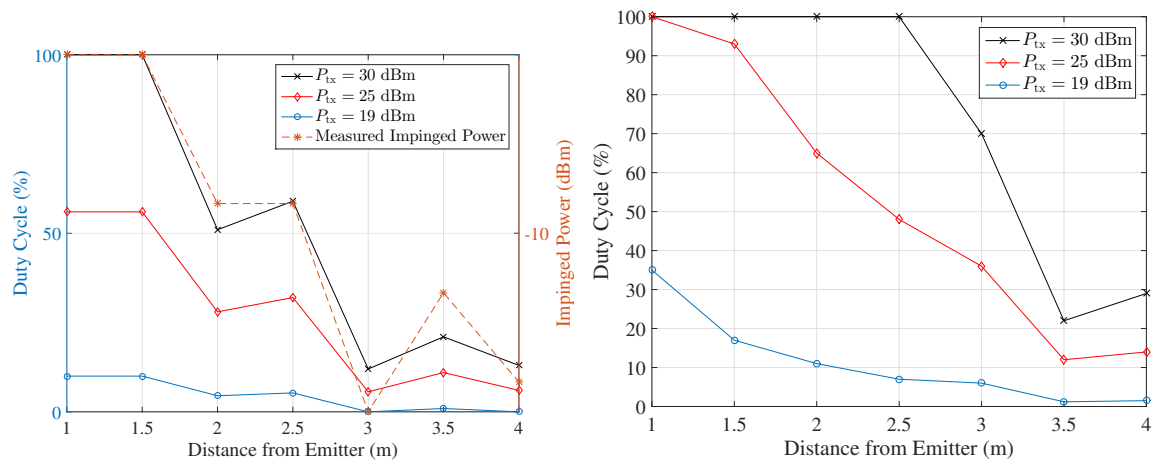 100
50
0
Duty Cycle (%)
P_tx = 30 dBm
P_tx = 25 dBm
P_tx = 19 dBm
Measured Impinged Power
-10
Impinged Power (dBm)
1 1.5 2 2.5 3 3.5 4
Distance from Emitter (m)
100
90
80
70
60
50
40
30
20
10
0
Duty Cycle (%)
P_tx = 30 dBm
P_tx = 25 dBm
P_tx = 19 dBm
1 1.5 2 2.5 3 3.5 4
Distance from Emitter (m)